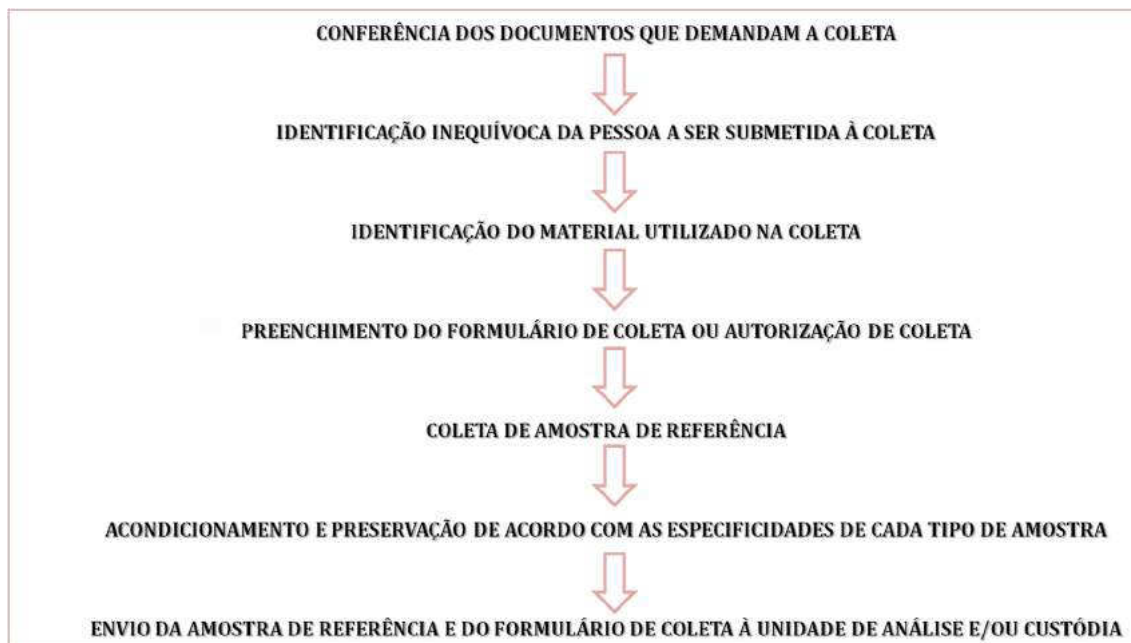 CONFERÊNCIA DOS DOCUMENTOS QUE DEMANDAM A COLETA
IDENTIFICAÇÃO INEQUÍVOCA DA PESSOA A SER SUBMETIDA À COLETA
IDENTIFICAÇÃO DO MATERIAL UTILIZADO NA COLETA
PREENCHIMENTO DO FORMULÁRIO DE COLETA OU AUTORIZAÇÃO DE COLETA
COLETA DE AMOSTRA DE REFERÊNCIA
ACONDICIONAMENTO E PRESERVAÇÃO DE ACORDO COM AS ESPECIFICIDADES DE CADA TIPO DE AMOSTRA
ENVIO DA AMOSTRA DE REFERÊNCIA E DO FORMULÁRIO DE COLETA À UNIDADE DE ANÁLISE E/OU CUSTÓDIA